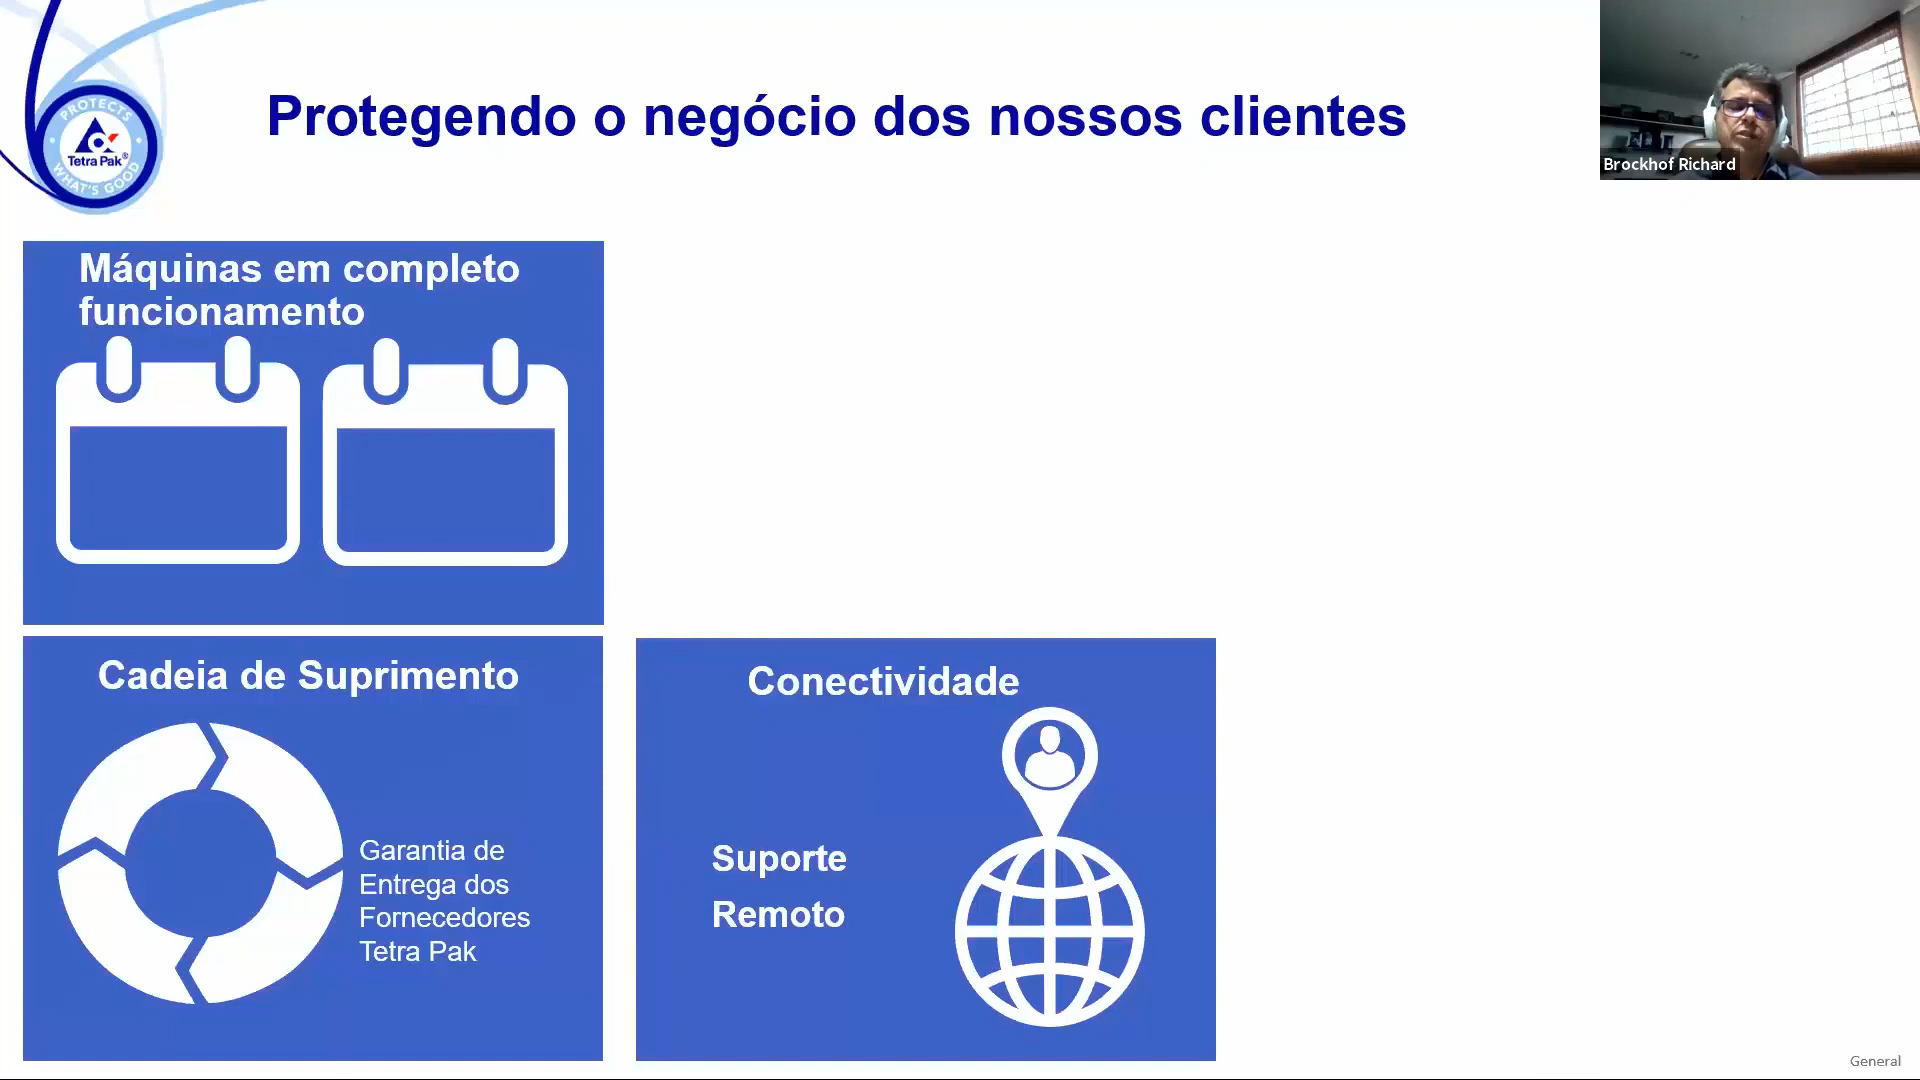 PROTECTS
Tetra Pak®
WHAT'S GOOD
Protegendo o negócio dos nossos clientes
Brockhof Richard
Máquinas em completo
funcionamento
Cadeia de Suprimento
Garantia de
Entrega dos
Fornecedores
Tetra Pak
Conectividade
Suporte
Remoto
General